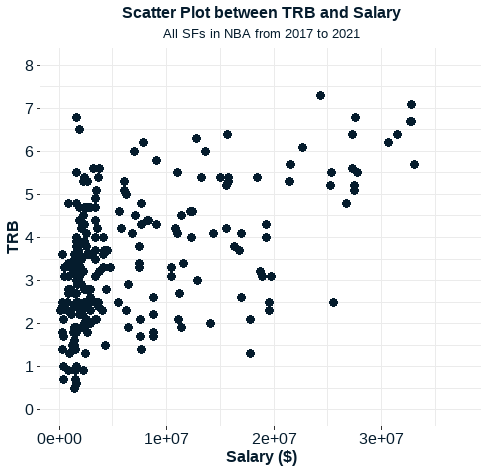 Scatter Plot between TRB and Salary
All SFs in NBA from 2017 to 2021
8
7
6
5
4
3
2
1
0
TRB
0e+00 1e+07 2e+07 3e+07
Salary ($)